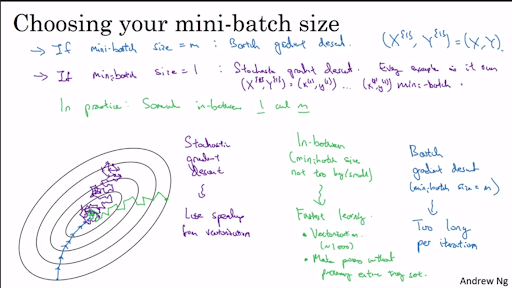 Choosing your mini-batch size
→ If mini-batch size = m : Batch gradient descent. (X^{1}, Y^{1}) = (X, Y).
→ If mini-batch size = 1 : Stochastic gradient descent. Every example is it own
(X^{1}, Y^{1}) = (x^(1), y^(1)) ... mini-batch.
In practice: Somewhere in-between 1 and m
Stochastic
gradient
descent
Lose speedup
from vectorization
In-between
(mini-batch size
not too big/small)
Fastest learning.
• Vectorization.
(~1000)
• Make progress without
processing entire training set.
Batch
gradient descent
(mini-batch size = m)
Too long
per iteration
Andrew Ng